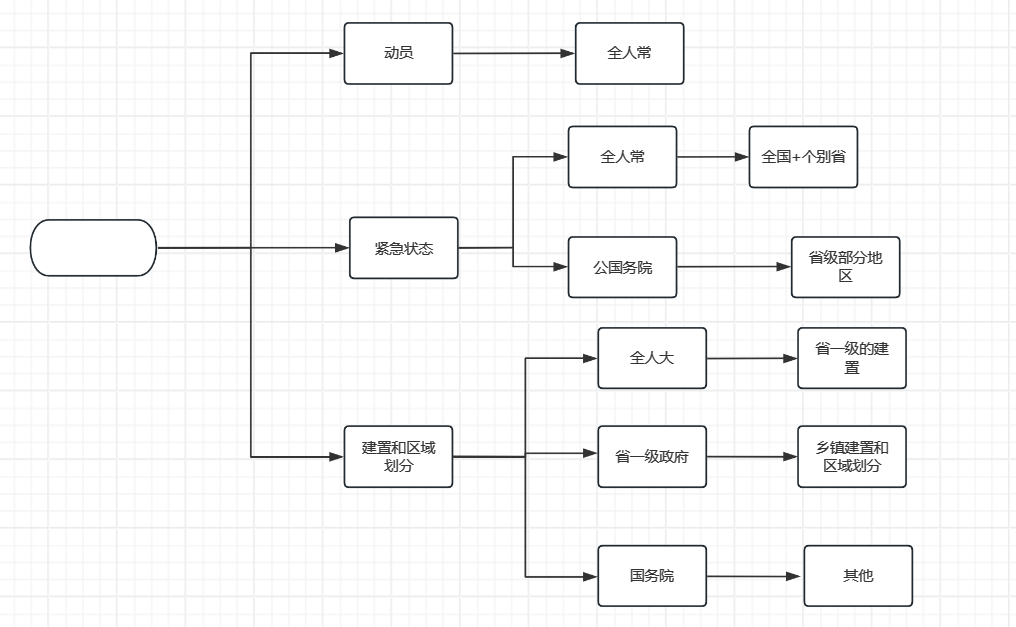 动员
全人常
全人常
全国+个别省
紧急状态
公国务院
省级部分地
区
全人大
省一级的建
置
建置和区域
划分
省一级政府
乡镇建置和
区域划分
国务院
其他